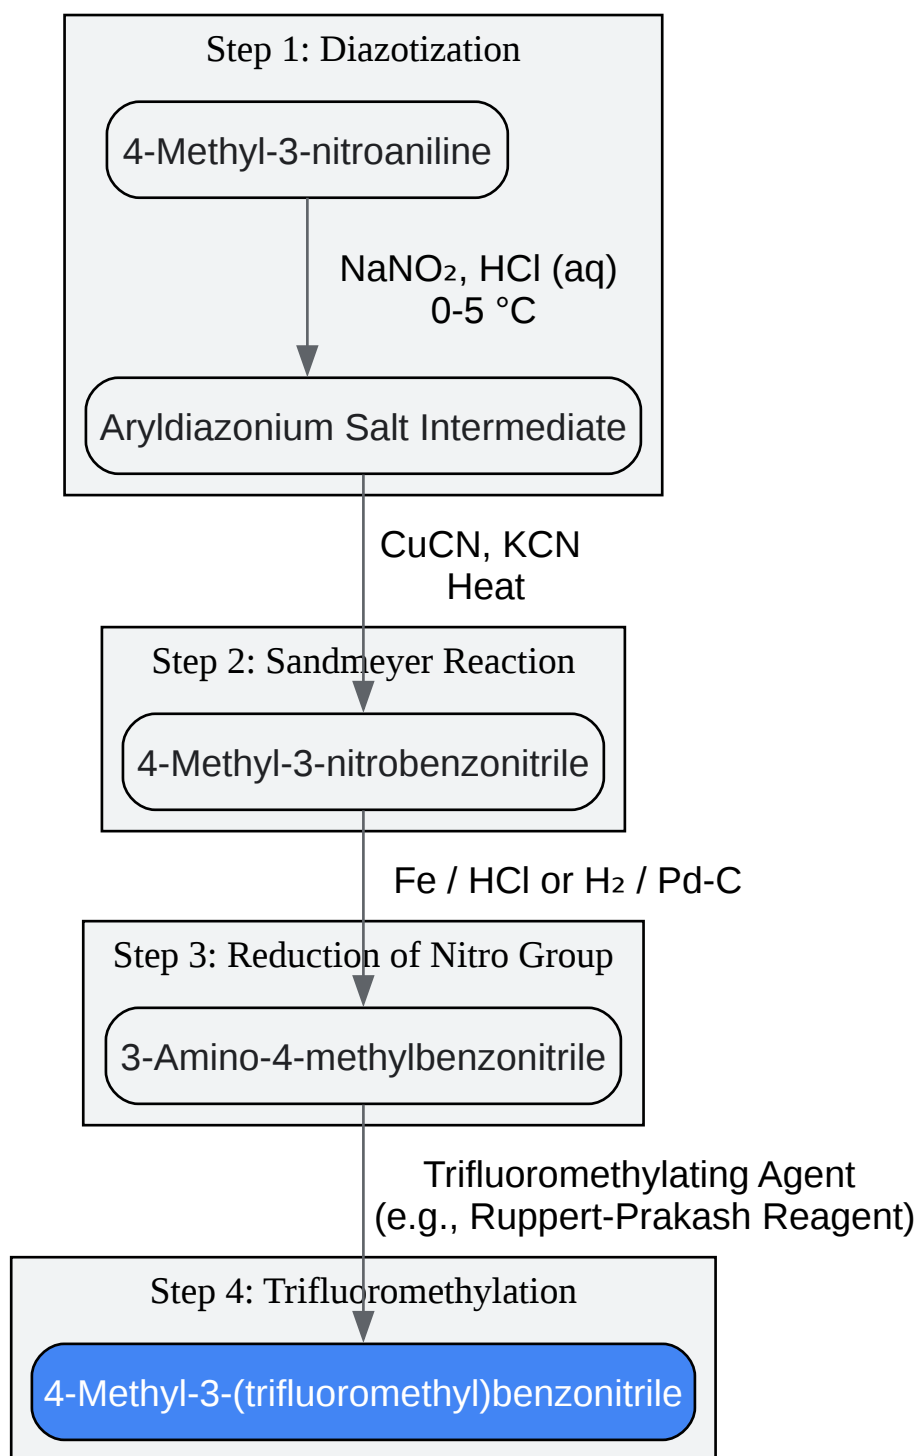 Step 1: Diazotization
4-Methyl-3-nitroaniline
NaNO₂, HCl (aq)
0-5 °C
Aryldiazonium Salt Intermediate
CuCN, KCN
Heat
Step 2: Sandmeyer Reaction
4-Methyl-3-nitrobenzonitrile
Fe / HCl or H₂ / Pd-C
Step 3: Reduction of Nitro Group
3-Amino-4-methylbenzonitrile
Trifluoromethylating Agent
(e.g., Ruppert-Prakash Reagent)
Step 4: Trifluoromethylation
4-Methyl-3-(trifluoromethyl)benzonitrile